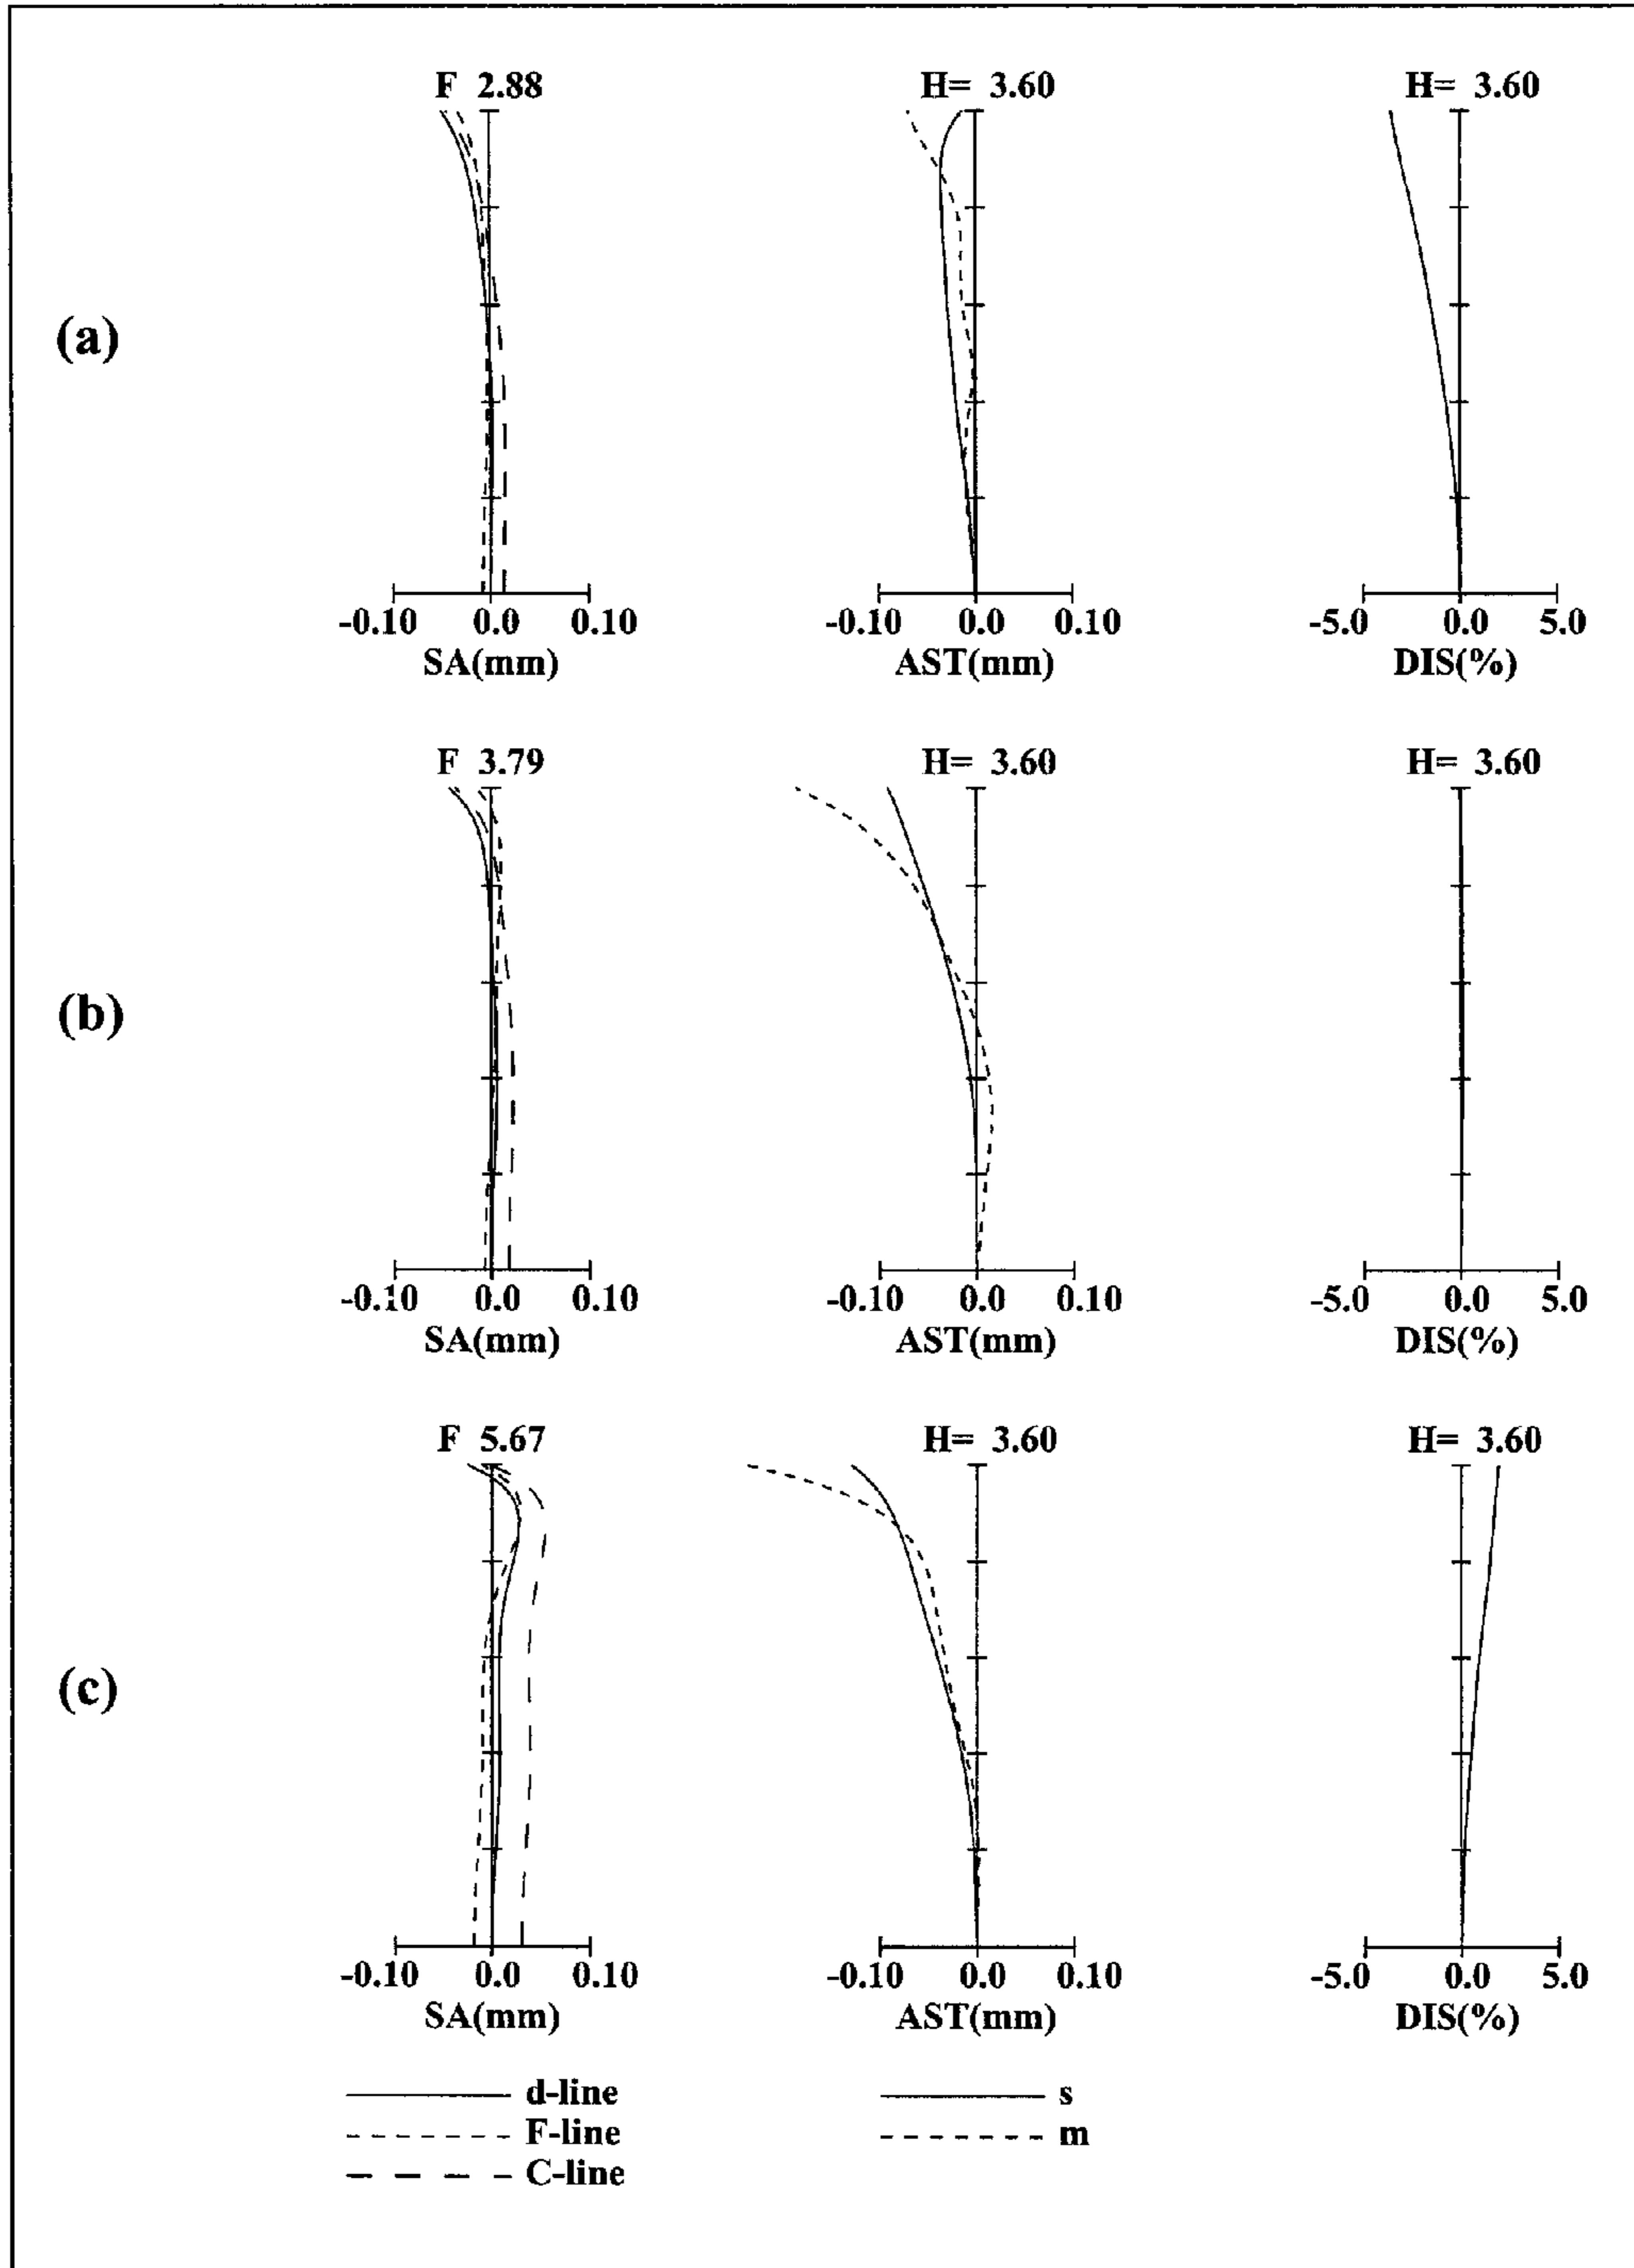 (a)
F 2.88 H= 3.60 H= 3.60
-0.10 0.0 0.10 -0.10 0.0 0.10 -5.0 0.0 5.0
SA(mm) AST(mm) DIS(%)
(b)
F 3.79 H= 3.60 H= 3.60
-0.10 0.0 0.10 -0.10 0.0 0.10 -5.0 0.0 5.0
SA(mm) AST(mm) DIS(%)
(c)
F 5.67 H= 3.60 H= 3.60
-0.10 0.0 0.10 -0.10 0.0 0.10 -5.0 0.0 5.0
SA(mm) AST(mm) DIS(%)
d-line s
F-line m
C-line